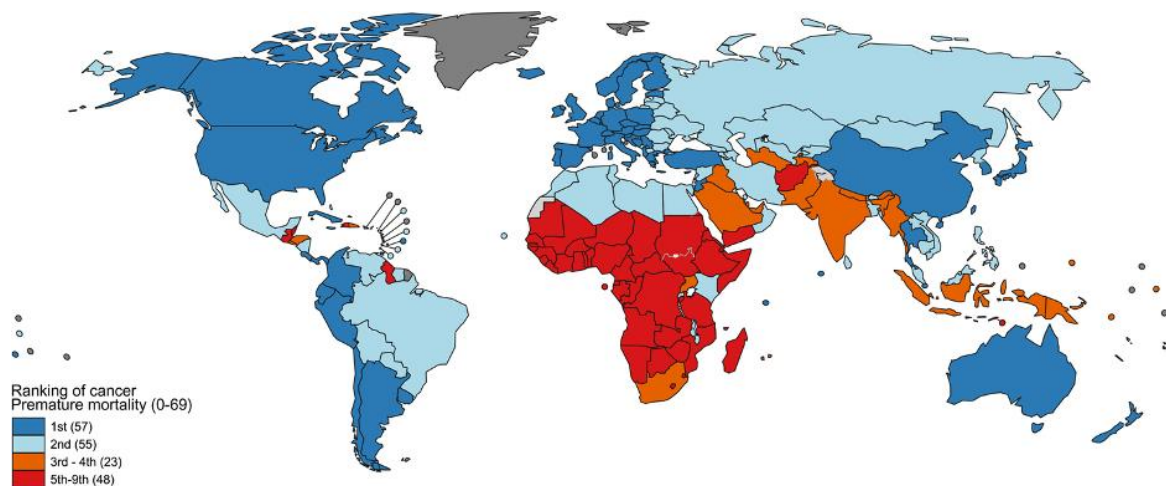 Ranking of cancer
Premature mortality (0-69)
1st (57)
2nd (55)
3rd - 4th (23)
5th-9th (48)